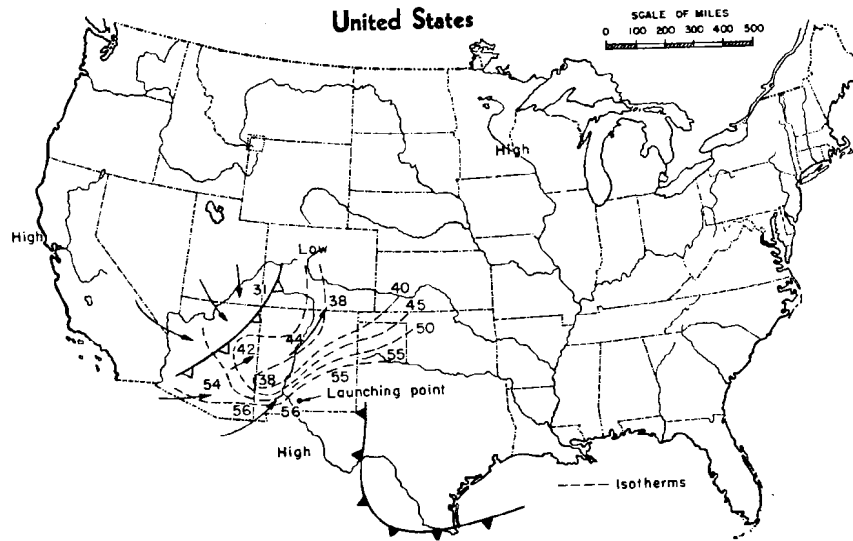 United States
SCALE OF MILES
0 100 200 300 400 500
High
High
Low
31
38
40
45
50
44
42
38
55
55
54
56
56
Launching point
High
Isotherms